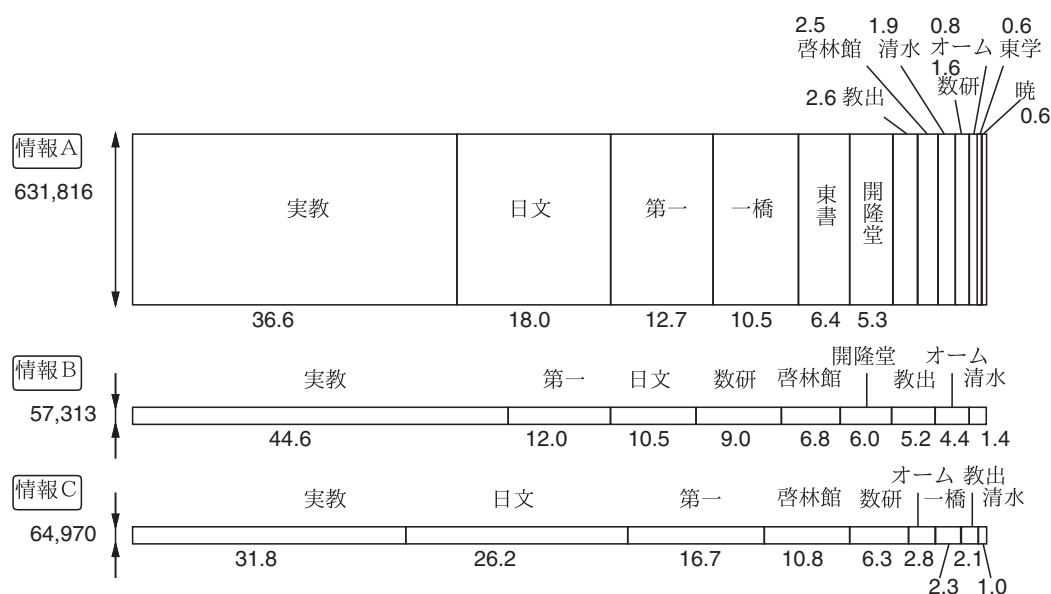 2.5 1.9 0.8 0.6
啓林館 清水 オーム 東学
1.6
2.6 教出 数研 暁
0.6
情報A
631,816
実教 日文 第一 一橋 東書 開隆堂
36.6 18.0 12.7 10.5 6.4 5.3
開隆堂 オーム
情報B
実教 第一 日文 数研 啓林館 教出 清水
57,313
44.6 12.0 10.5 9.0 6.8 6.0 5.2 4.4 1.4
オーム 教出
情報C
実教 日文 第一 啓林館 数研 一橋 清水
64,970
31.8 26.2 16.7 10.8 6.3 2.8 2.1
2.3 1.0